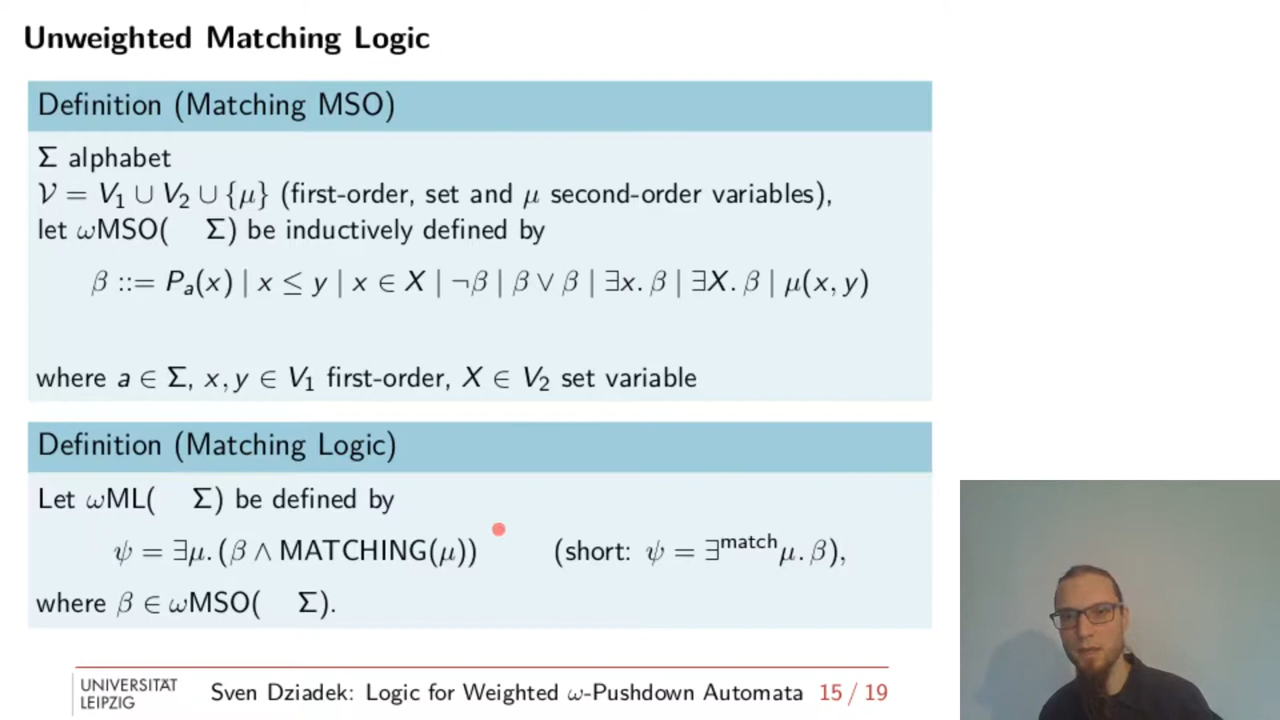 Unweighted Matching Logic
Definition (Matching MSO)
Σ alphabet
𝒱 = V₁ ∪ V₂ ∪ {μ} (first-order, set and μ second-order variables),
let ωMSO(   Σ) be inductively defined by
β ::= Pₐ(x) | x ≤ y | x ∈ X | ¬β | β ∨ β | ∃x. β | ∃X. β | μ(x, y)
where a ∈ Σ, x, y ∈ V₁ first-order, X ∈ V₂ set variable
Definition (Matching Logic)
Let ωML(   Σ) be defined by
ψ = ∃μ. (β ∧ MATCHING(μ))   (short: ψ = ∃^match μ. β),
where β ∈ ωMSO(   Σ).
UNIVERSITÄT
LEIPZIG
Sven Dziadek: Logic for Weighted ω-Pushdown Automata 15 / 19